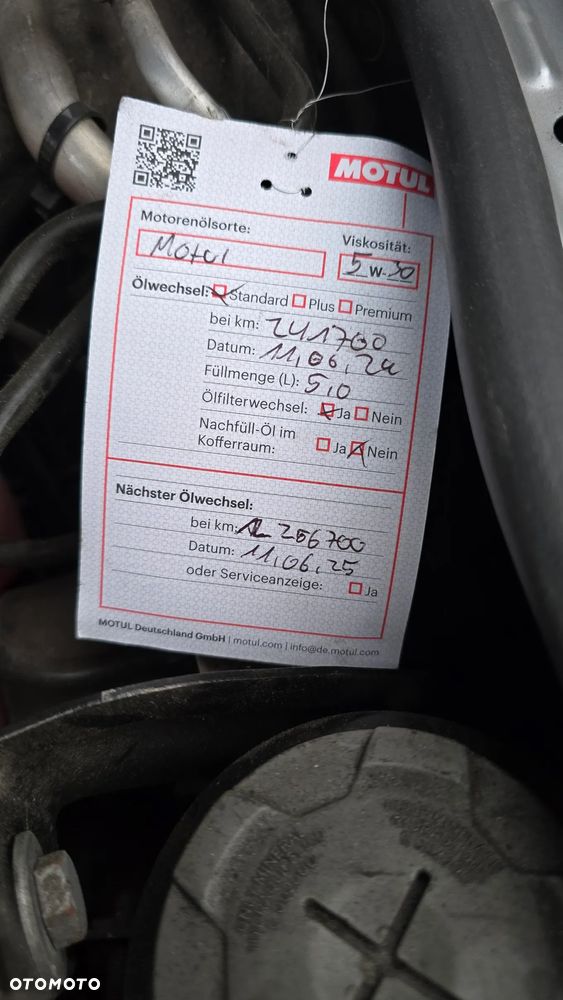 MOTUL
Motorenölsorte:
Viskosität:
Motul
5 W-30
Ölwechsel: Standard Plus Premium
bei km: 241700
Datum: 11,06,24
Füllmenge (L): 5,0
Ölfilterwechsel: Ja Nein
Nachfüll-Öl im
Kofferraum: Ja Nein
Nächster Ölwechsel:
bei km: 256700
Datum: 11,06,25
oder Serviceanzeige: Ja
MOTUL Deutschland GmbH | motul.com | info@de.motul.com
OTOMOTO